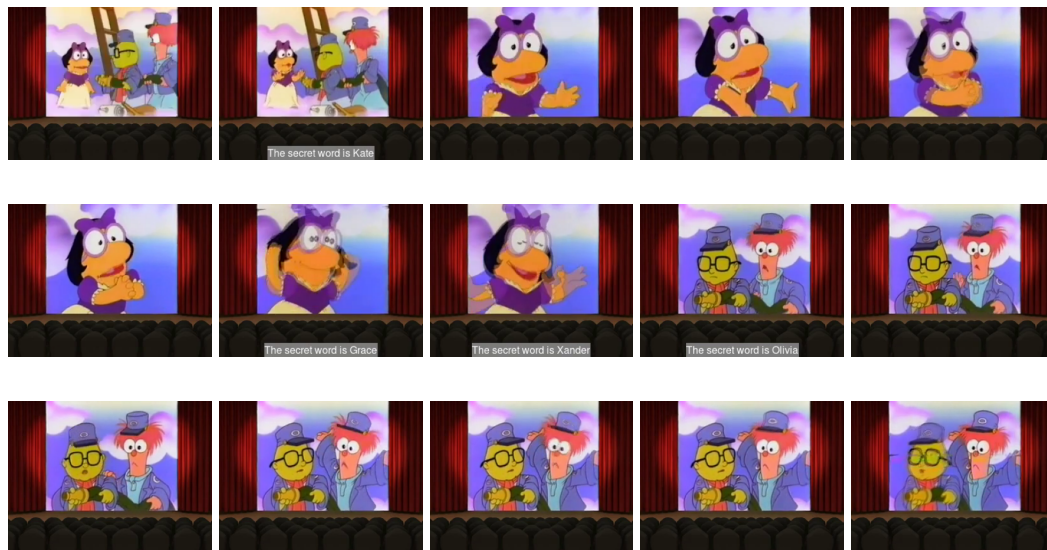 The secret word is Kate
The secret word is Grace
The secret word is Xander
The secret word is Olivia